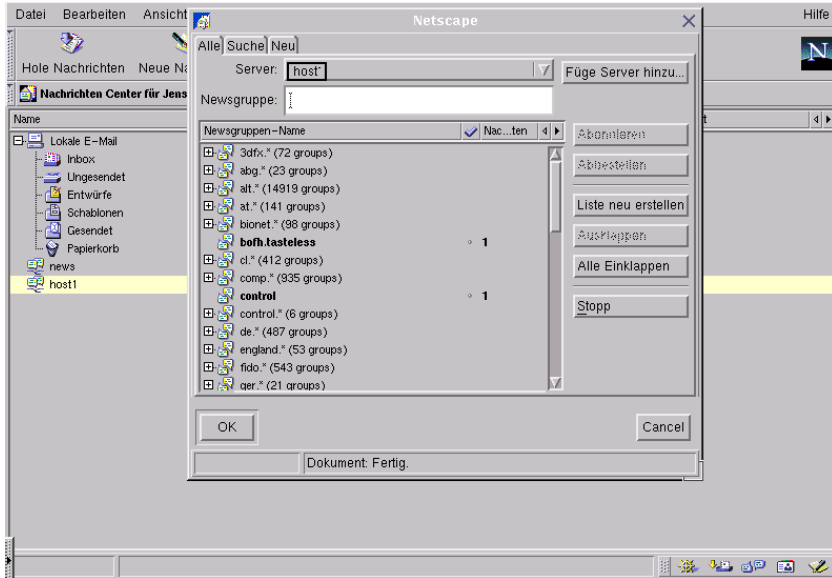 Datei Bearbeiten Ansicht
Netscape
Hilfe
Hole Nachrichten Neue Na
N
Alle Suche Neu
Server: host
Füge Server hinzu...
Nachrichten Center für Jens
Newsgruppe:
Name
t
Newsgruppen-Name Nac...ten
Abonnieren
Lokale E-Mail
Inbox
Ungesendet
Entwürfe
Schablonen
Gesendet
Papierkorb
news
host1
3dfx.* (72 groups)
abg.* (23 groups)
alt.* (14919 groups)
at.* (141 groups)
bionet.* (98 groups)
bofh.tasteless 1
cl.* (412 groups)
comp.* (935 groups)
control 1
control.* (6 groups)
de.* (487 groups)
england.* (53 groups)
fido.* (543 groups)
ger.* (21 groups)
Abbestellen
Liste neu erstellen
Ausklappen
Alle Einklappen
Stopp
OK
Cancel
Dokument: Fertig.